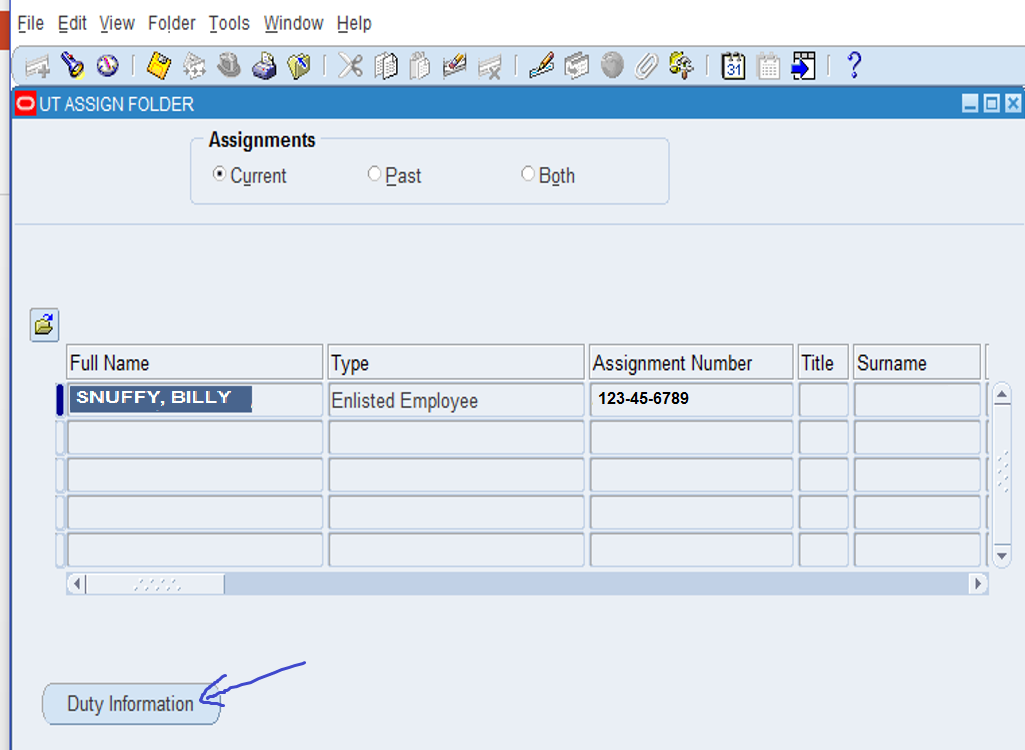 File Edit View Folder Tools Window Help
31 ?
UT ASSIGN FOLDER
Assignments
Current Past Both
Full Name Type Assignment Number Title Surname
SNUFFY, BILLY Enlisted Employee 123-45-6789
Duty Information